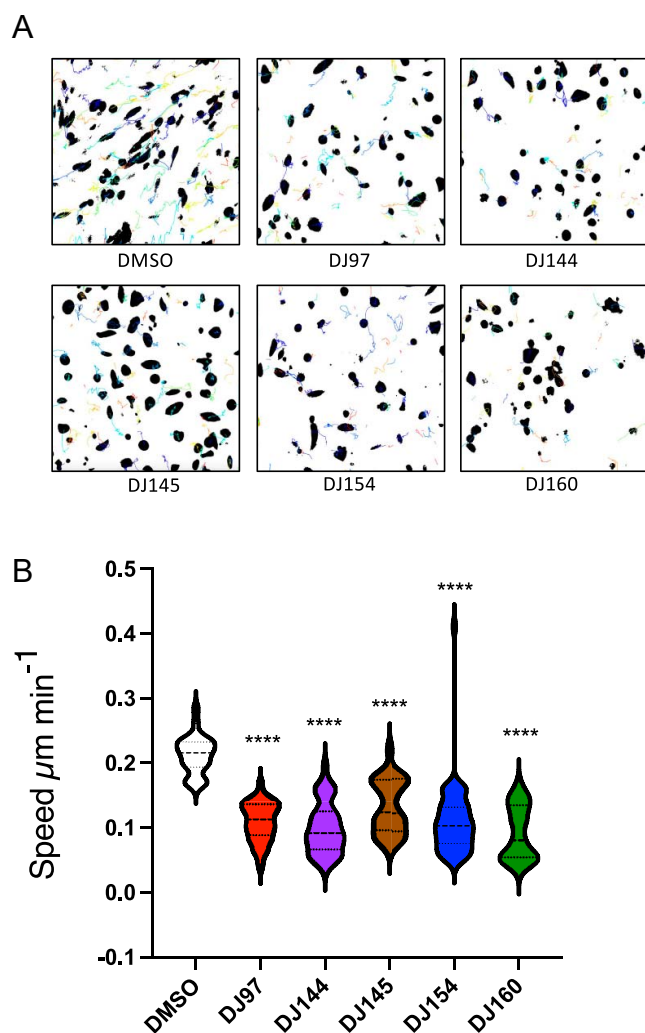 A
DMSO DJ97 DJ144
DJ145 DJ154 DJ160
B
Speed µm min-1
0.5
0.4
0.3
0.2
0.1
0.0
-0.1
**** **** **** **** ****
DMSO DJ97 DJ144 DJ145 DJ154 DJ160